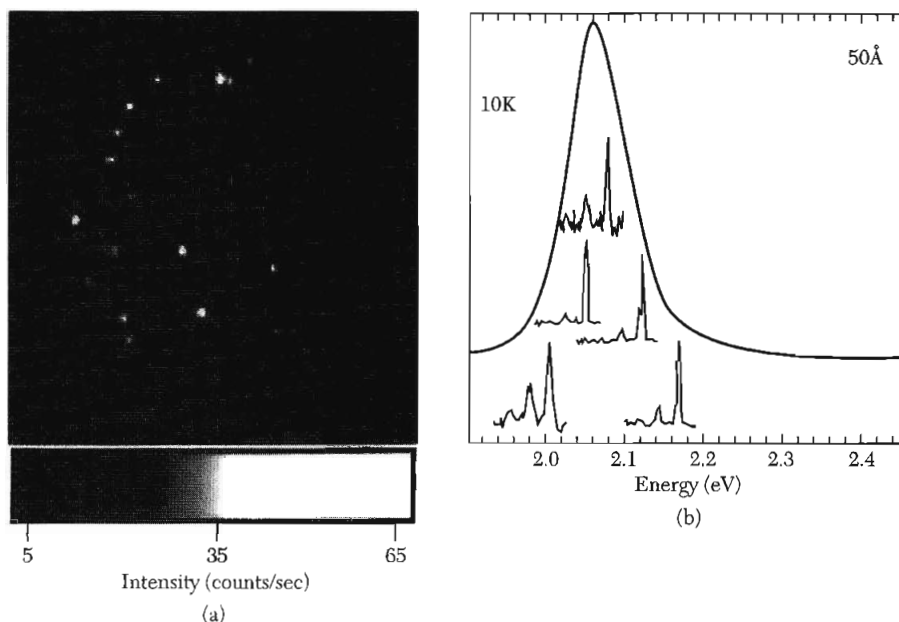 5 35 65
Intensity (counts/sec)
(a)
50Å
10K
2.0 2.1 2.2 2.3 2.4
Energy (eV)
(b)